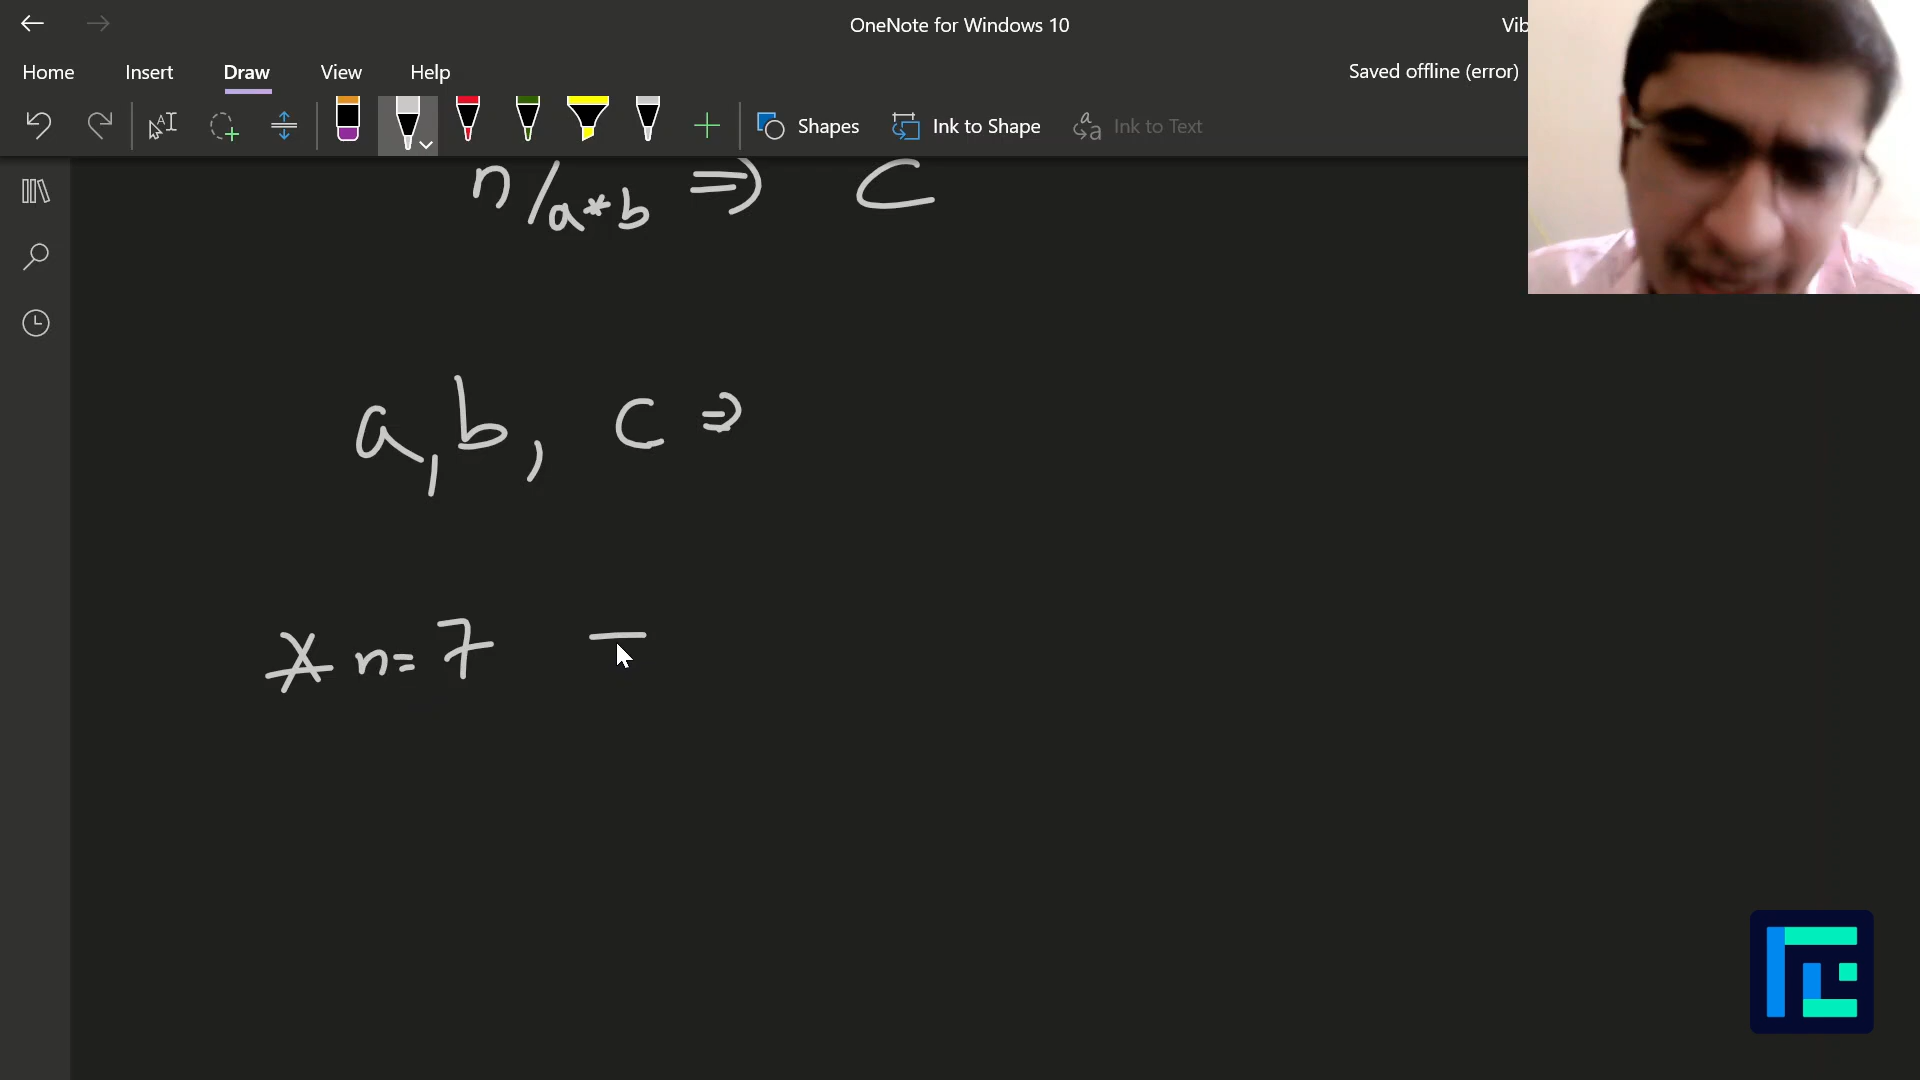 OneNote for Windows 10
Vib
Home Insert Draw View Help
Saved offline (error)
Shapes Ink to Shape Ink to Text
n/a*b => C
a, b, c =>
* n = 7